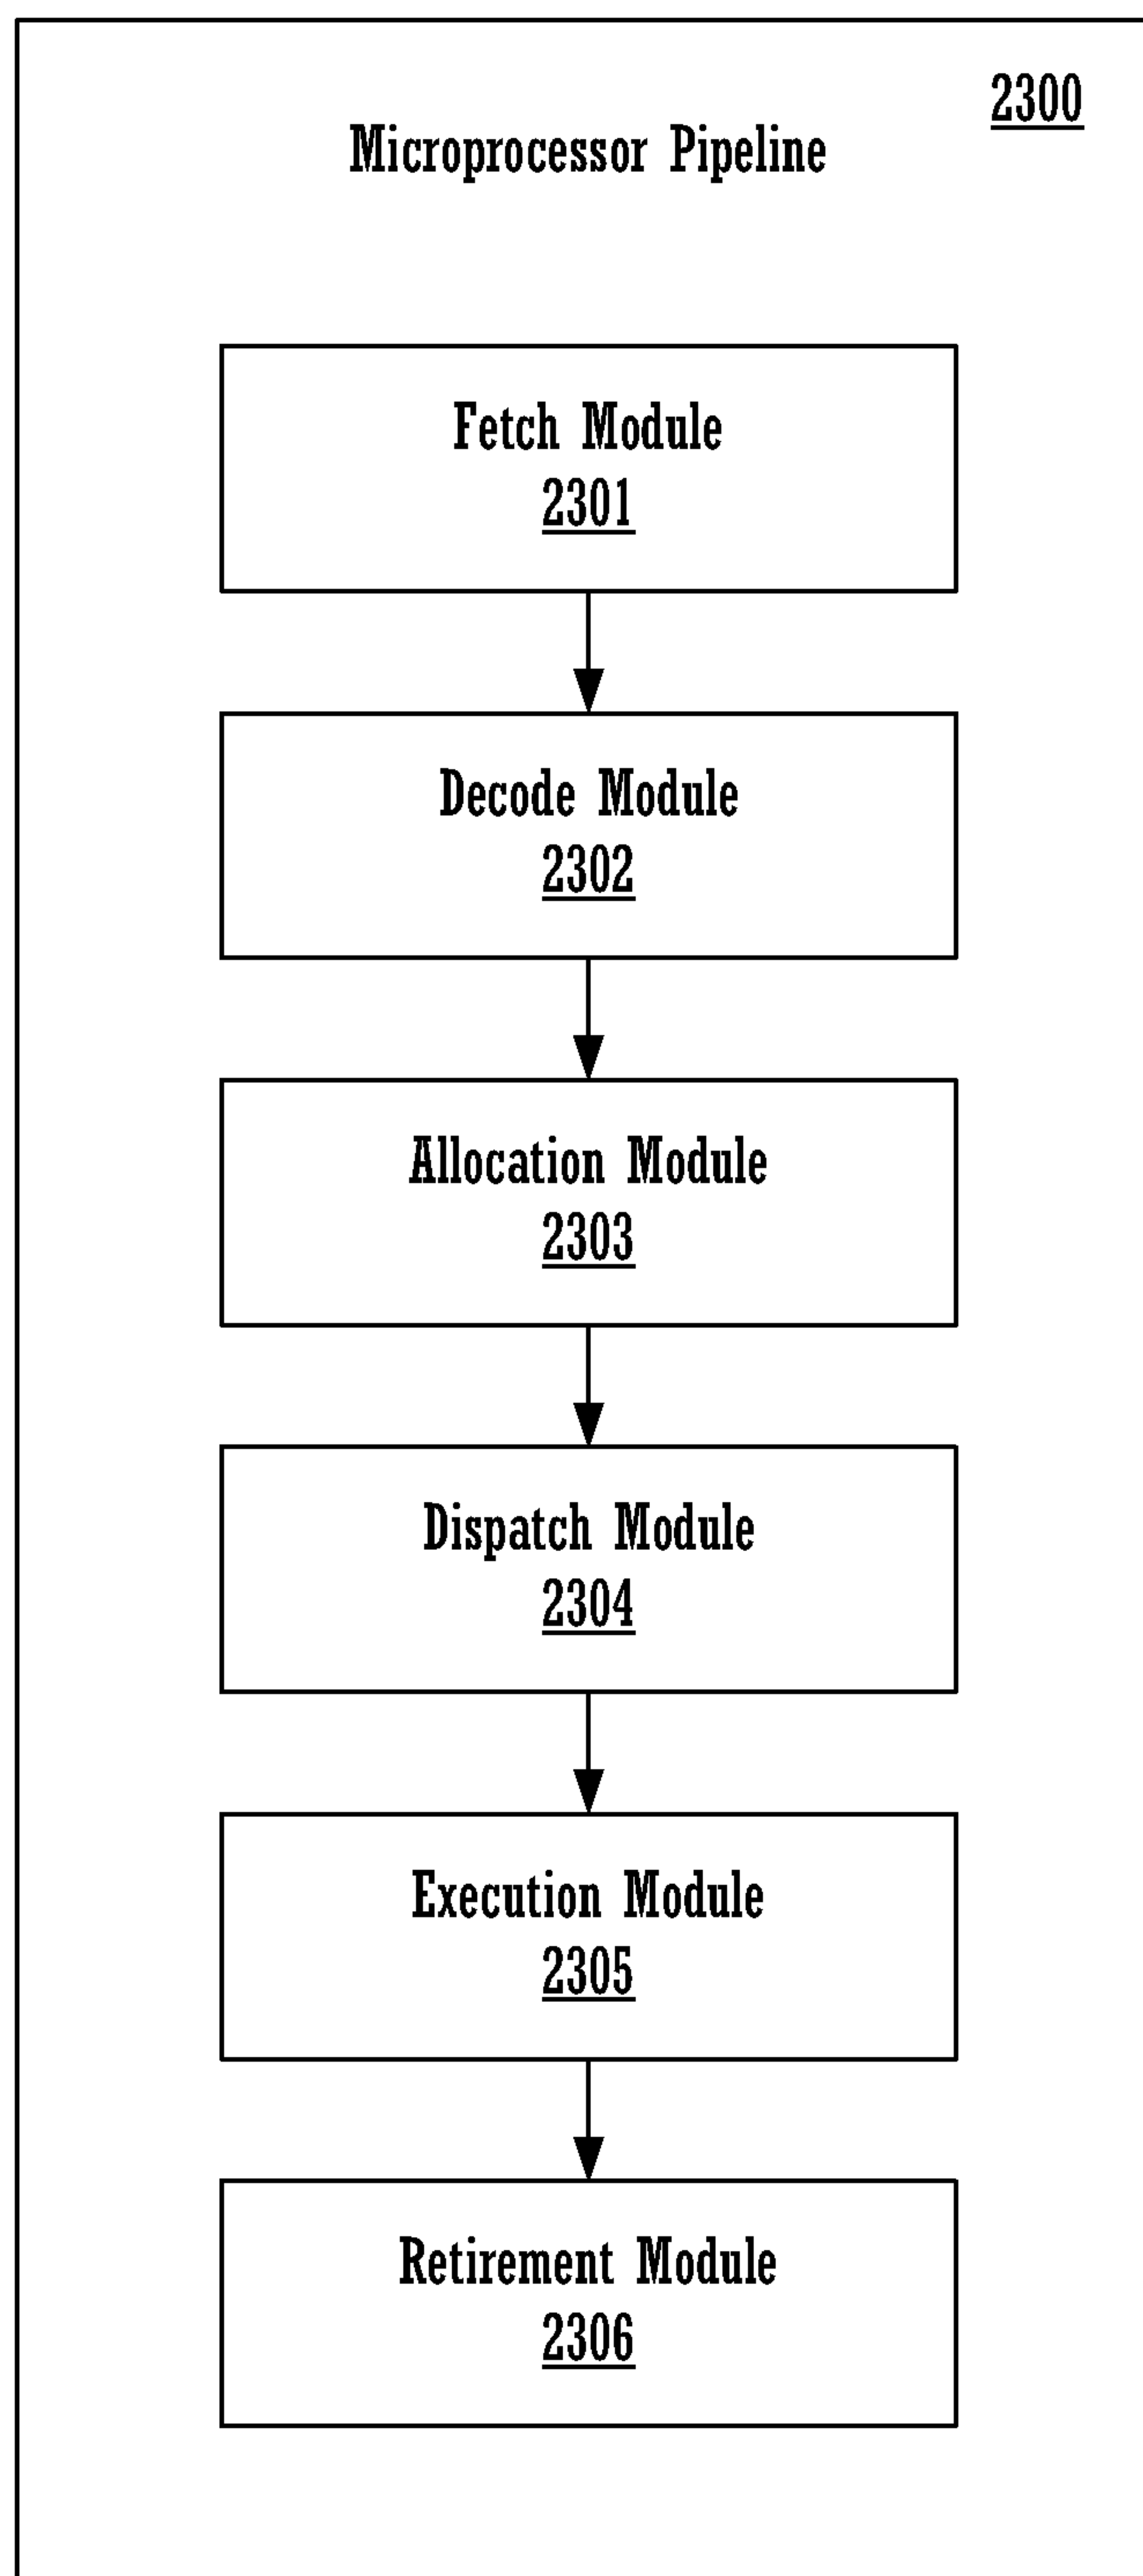 2300
Microprocessor Pipeline
Fetch Module
2301
Decode Module
2302
Allocation Module
2303
Dispatch Module
2304
Execution Module
2305
Retirement Module
2306